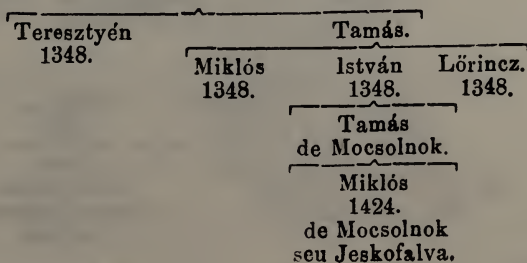 Teresztyén Tamás.
1348.
Miklós István Lőrincz.
1348. 1348. 1348.
Tamás
de Mocsolnok.
Miklós
1424.
de Mocsolnok
seu Jeskofalva.